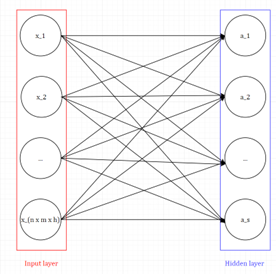 x_1
a_1
x_2
a_2
...
...
x_(n x m x h)
a_s
Input layer
Hidden layer